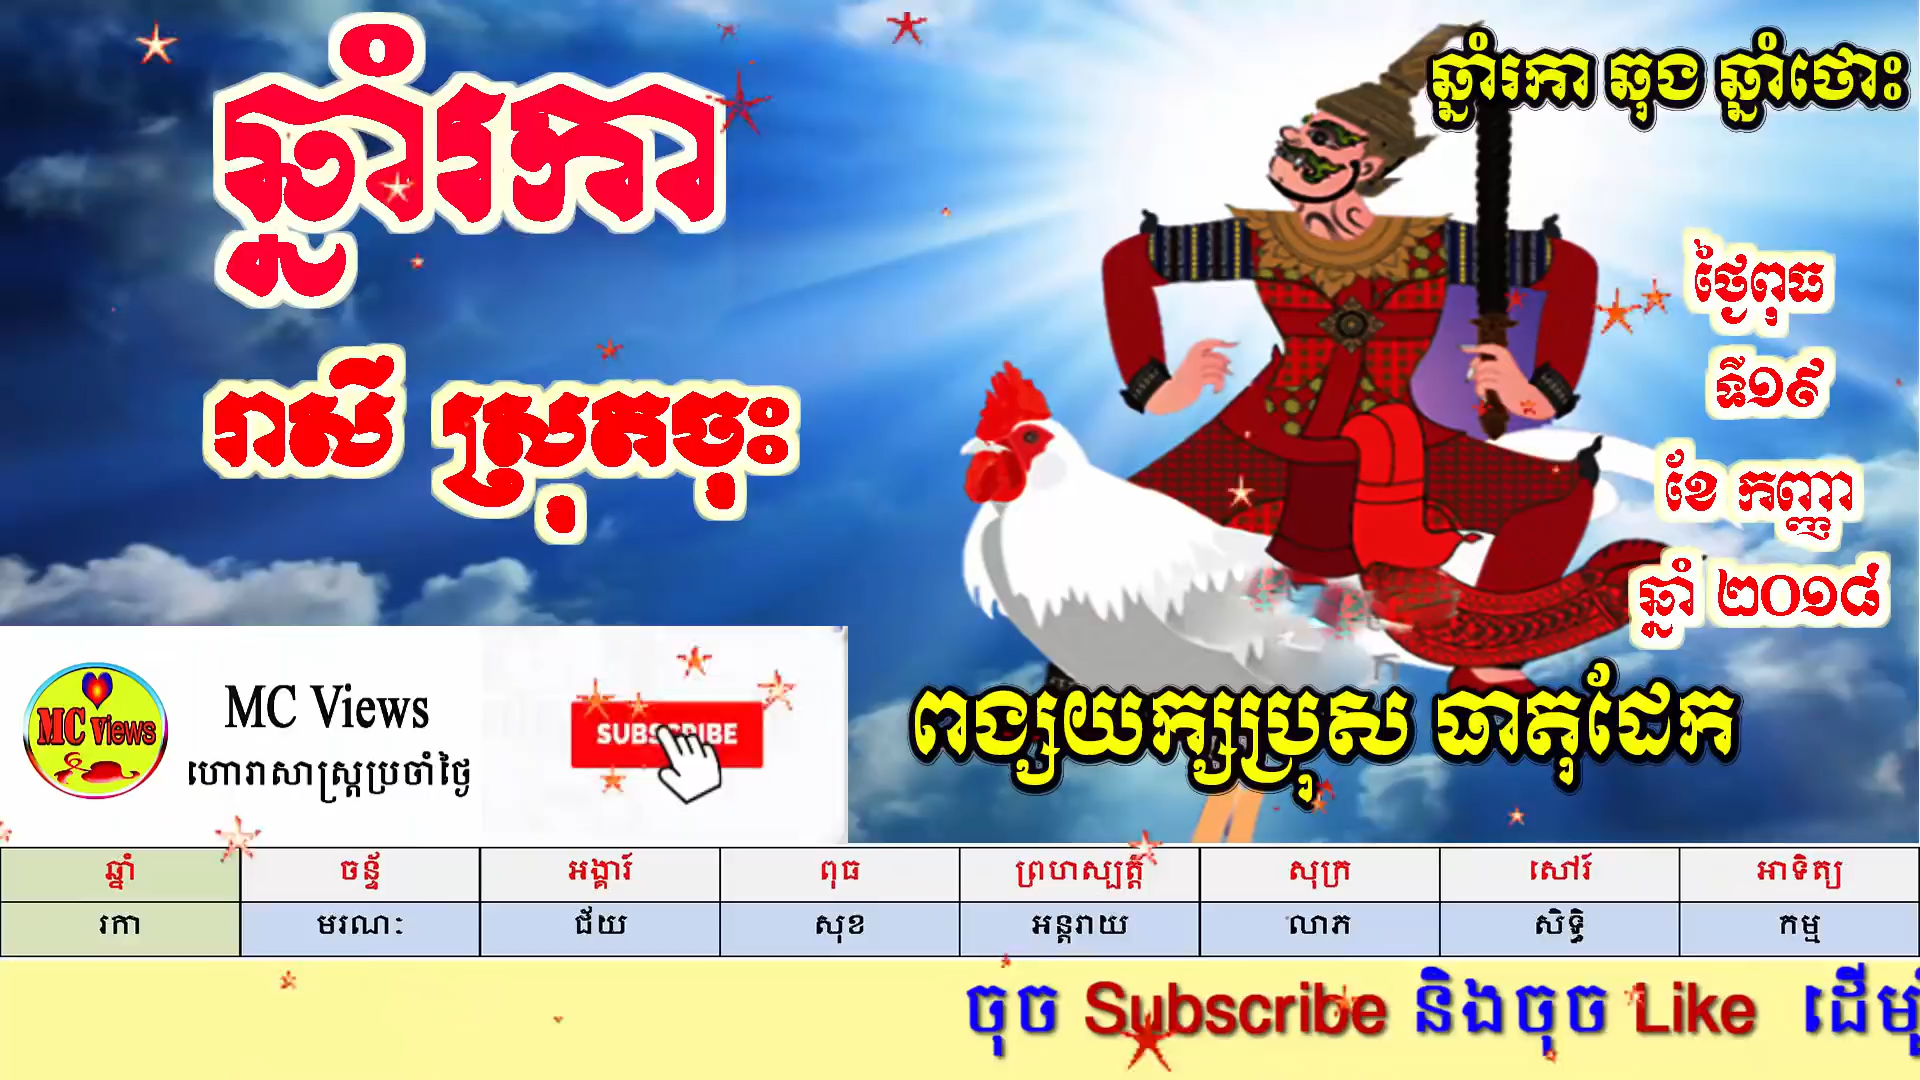 ឆ្នាំរកា
រាសី ស្រុតចុះ
ឆ្នាំរកា ឆុង ឆ្នាំថោះ
ថ្ងៃពុធ
ទី១៩
ខែ កញ្ញា
ឆ្នាំ ២០១៨
ពង្សយក្សប្រុស ធាតុដែក
MC Views
MC Views
ហោរាសាស្ត្រប្រចាំថ្ងៃ
SUBSCRIBE
ឆ្នាំ ចន្ទ័ អង្គារ៍ ពុធ ព្រហស្បត្តិ៍ សុក្រ សៅរ៍ អាទិត្យ
រកា មរណៈ ជ័យ សុខ អន្តរាយ លាភ សិទ្ធិ កម្ម
ចុច Subscribe និងចុច Like